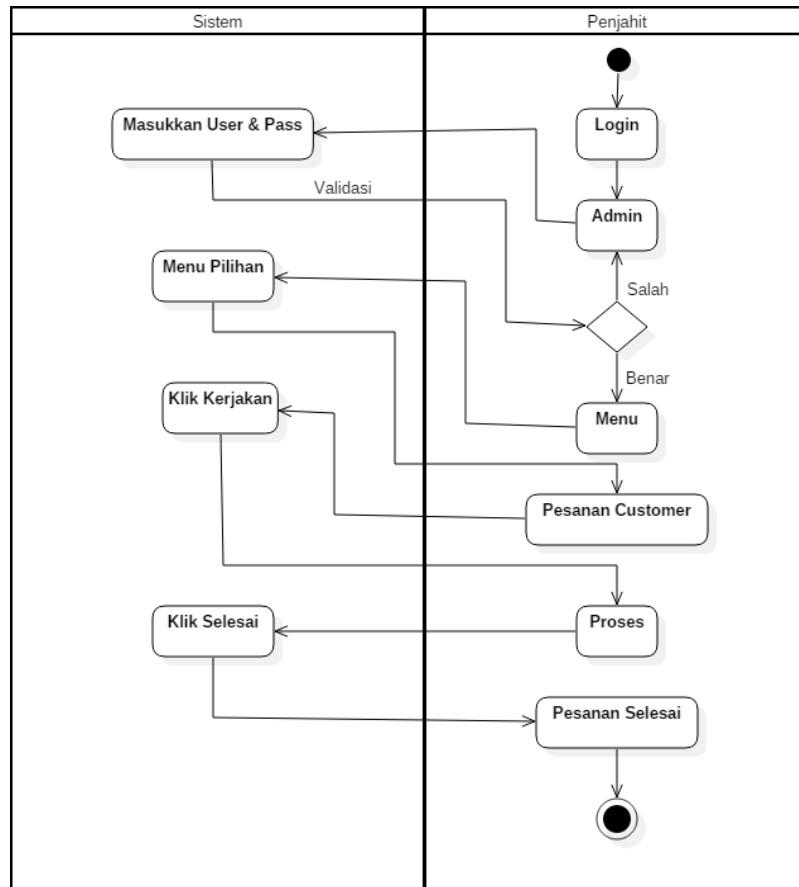 Sistem
Penjahit
Masukkan User & Pass
Login
Validasi
Admin
Menu Pilihan
Salah
Benar
Klik Kerjakan
Menu
Pesanan Customer
Klik Selesai
Proses
Pesanan Selesai